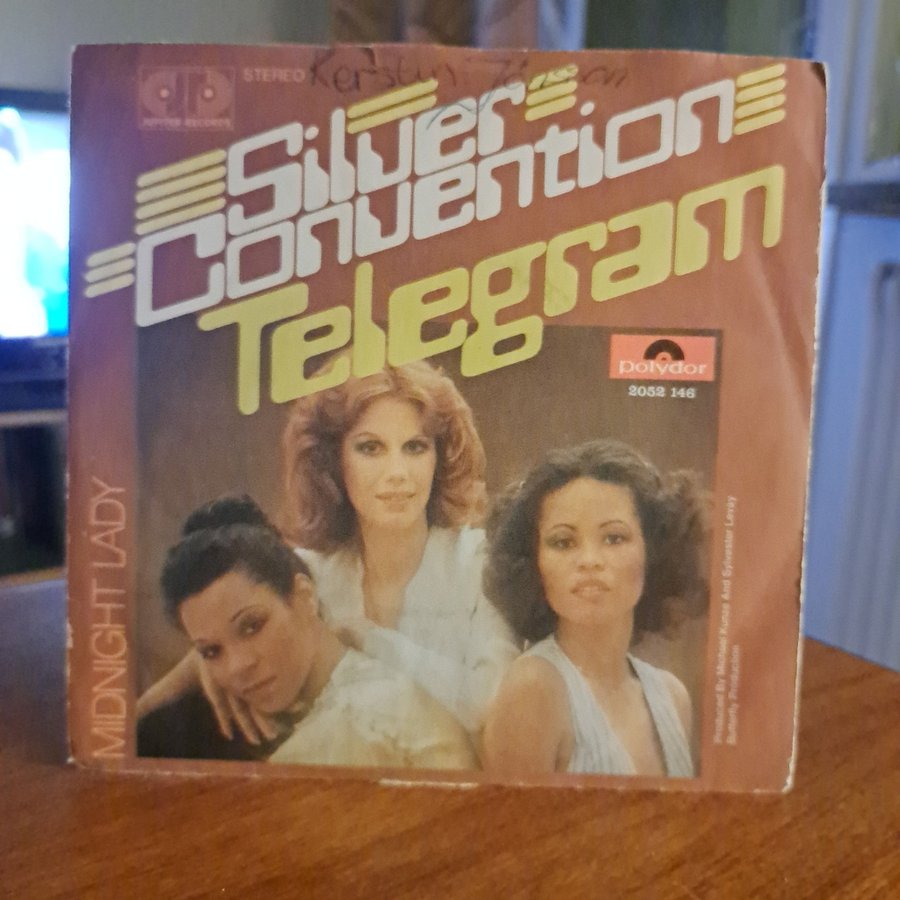 JUPITER RECORDS
STEREO
Silver
Convention
Telegram
polydor
2052 146
MIDNIGHT LADY
Produced By Michael Kunze And Sylvester Levay
Butterfly Production